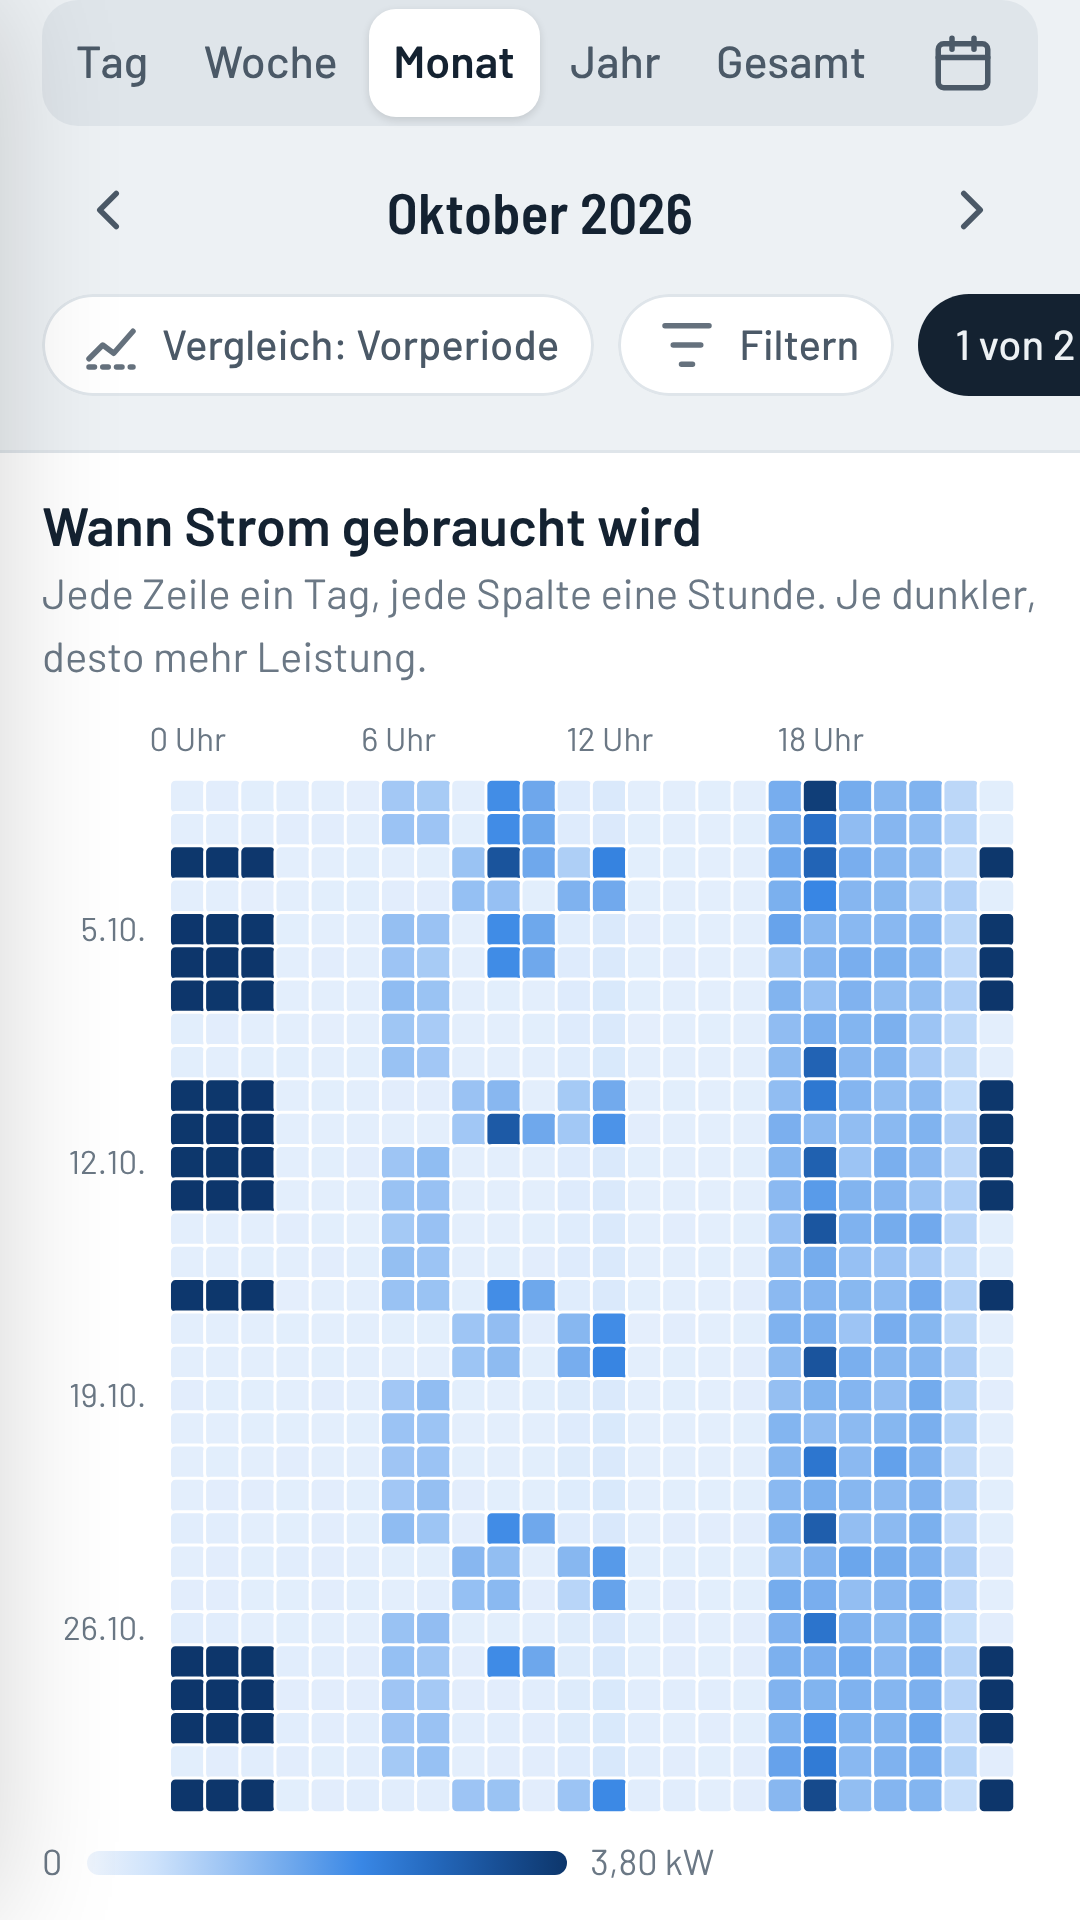 Tag Woche Monat Jahr Gesamt
Oktober 2026
Vergleich: Vorperiode Filtern 1 von 2
Wann Strom gebraucht wird
Jede Zeile ein Tag, jede Spalte eine Stunde. Je dunkler,
desto mehr Leistung.
0 Uhr 6 Uhr 12 Uhr 18 Uhr
5.10.
12.10.
19.10.
26.10.
0 3,80 kW